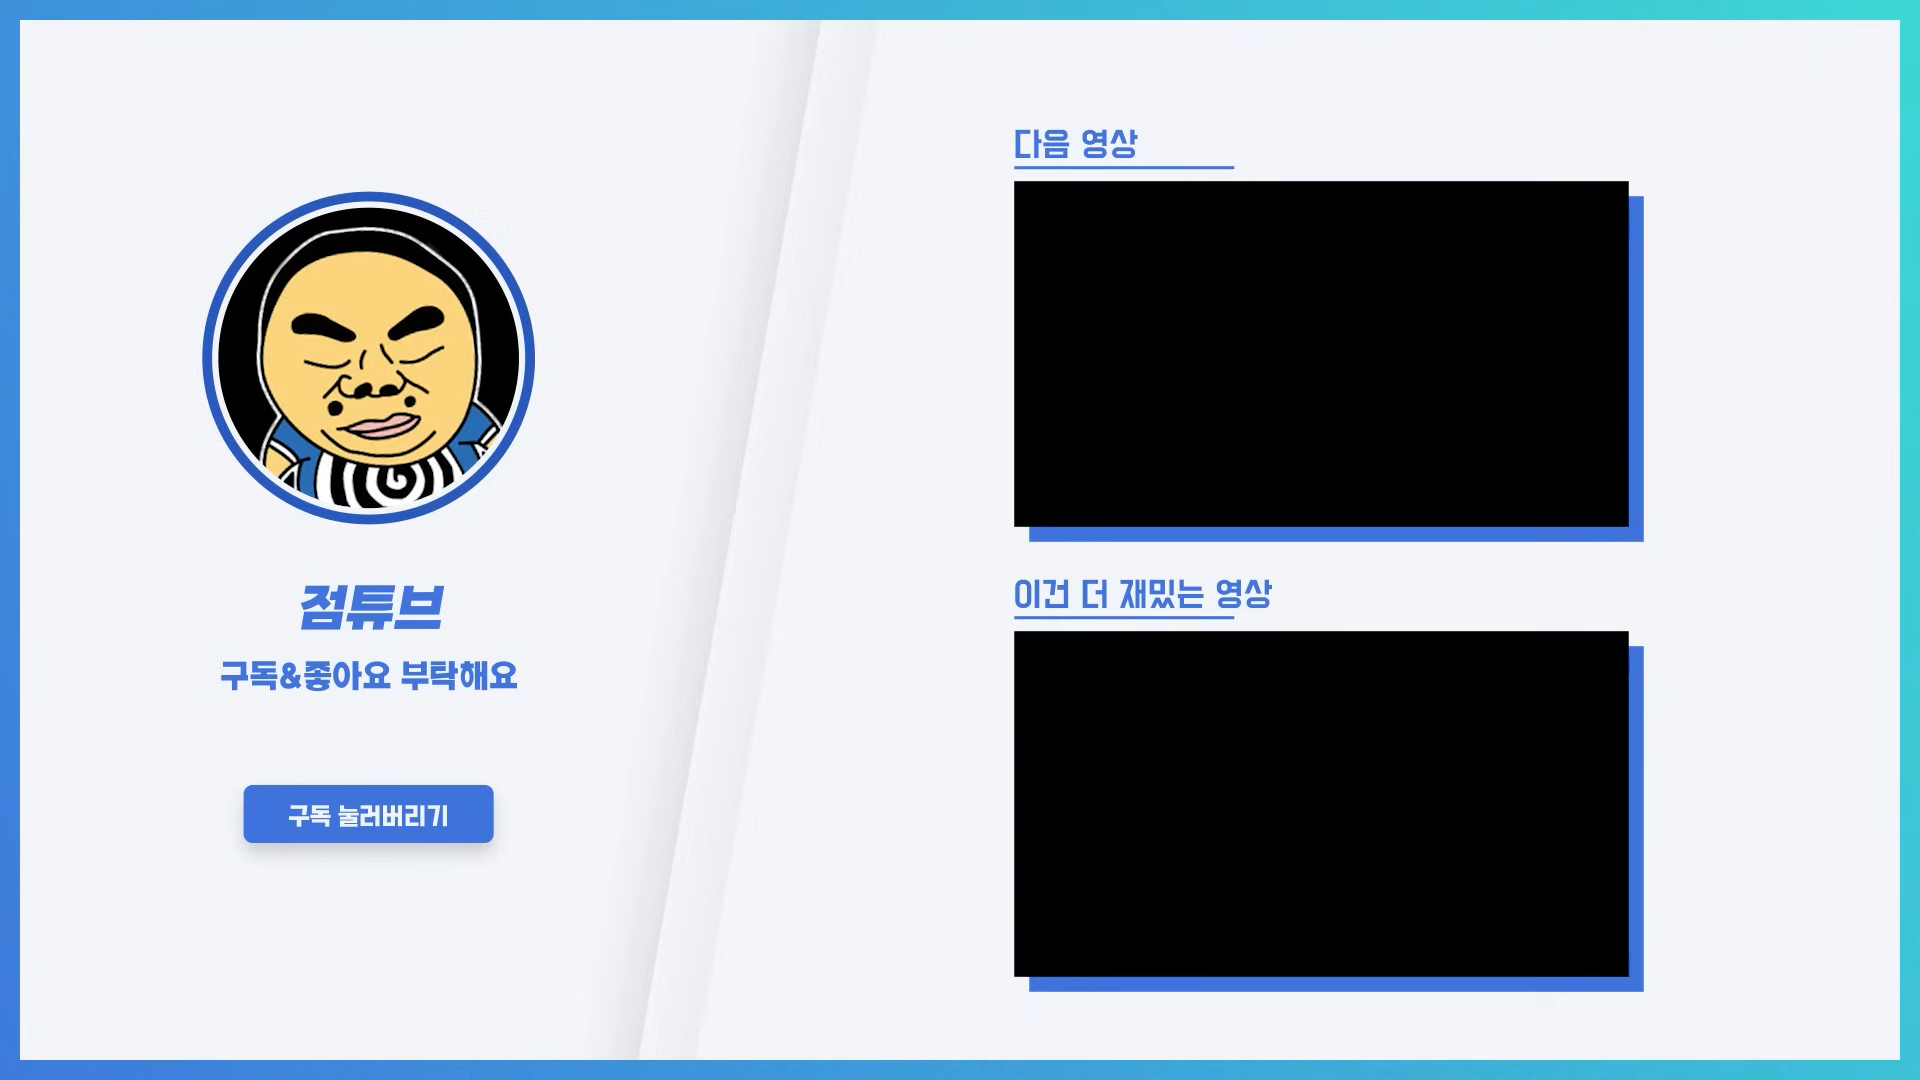 점튜브
구독&좋아요 부탁해요
구독 눌러버리기
다음 영상
이건 더 재밌는 영상